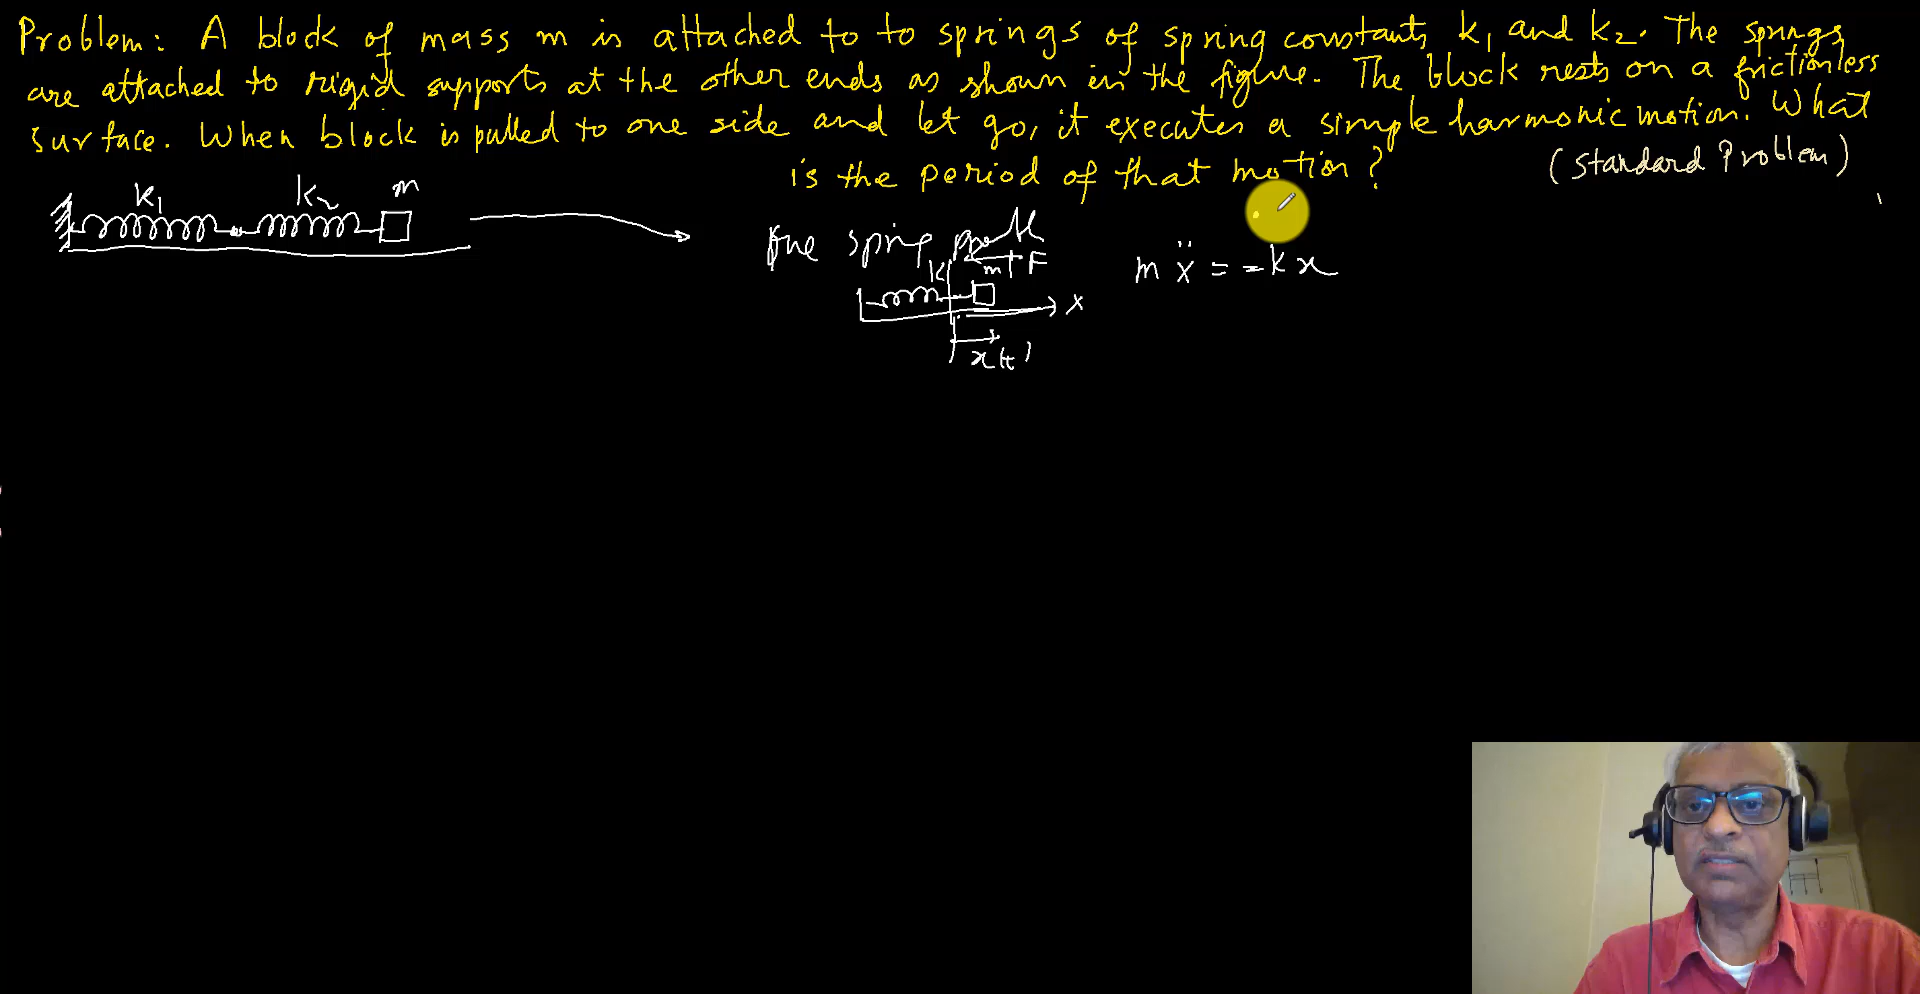 Problem: A block of mass m is attached to to springs of spring constants k₁ and k₂. The springs
are attached to rigid supports at the other ends as shown in the figure. The block rests on a frictionless
surface. When block is pulled to one side and let go, it executes a simple harmonic motion. What
is the period of that motion?
(Standard Problem)
k₁ k₂ m
One spring
m ẍ = -kx
k m F
x
x(t)